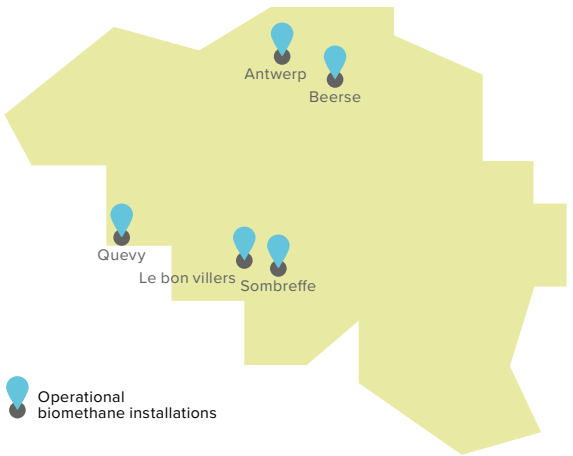 Antwerp
Beerse
Quevy
Le bon villers
Sombreffe
Operational
biomethane installations